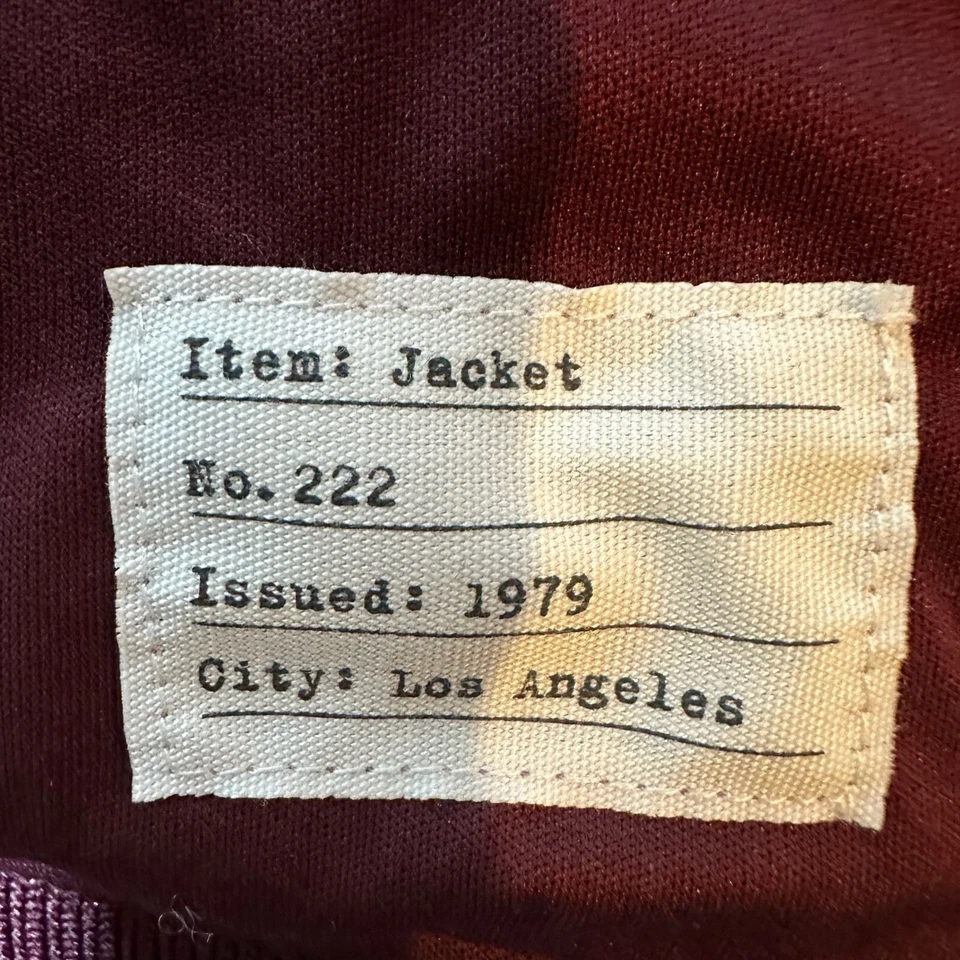 Item: Jacket
No. 222
Issued: 1979
City: Los Angeles